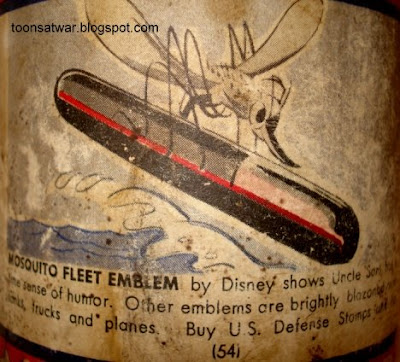 toonsatwar.blogspot.com
MOSQUITO FLEET EMBLEM by Disney shows Uncle Sam
sense of humor. Other emblems are brightly
trucks and planes. Buy U.S. Defense Stamps
(54)